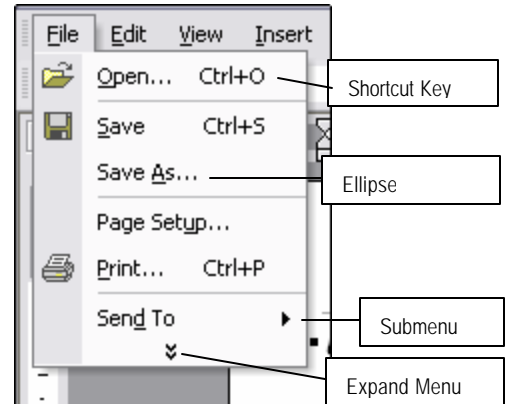 File Edit View Insert
Open... Ctrl+O
Shortcut Key
Save Ctrl+S
Save As...
Ellipse
Page Setup...
Print... Ctrl+P
Send To
Submenu
Expand Menu